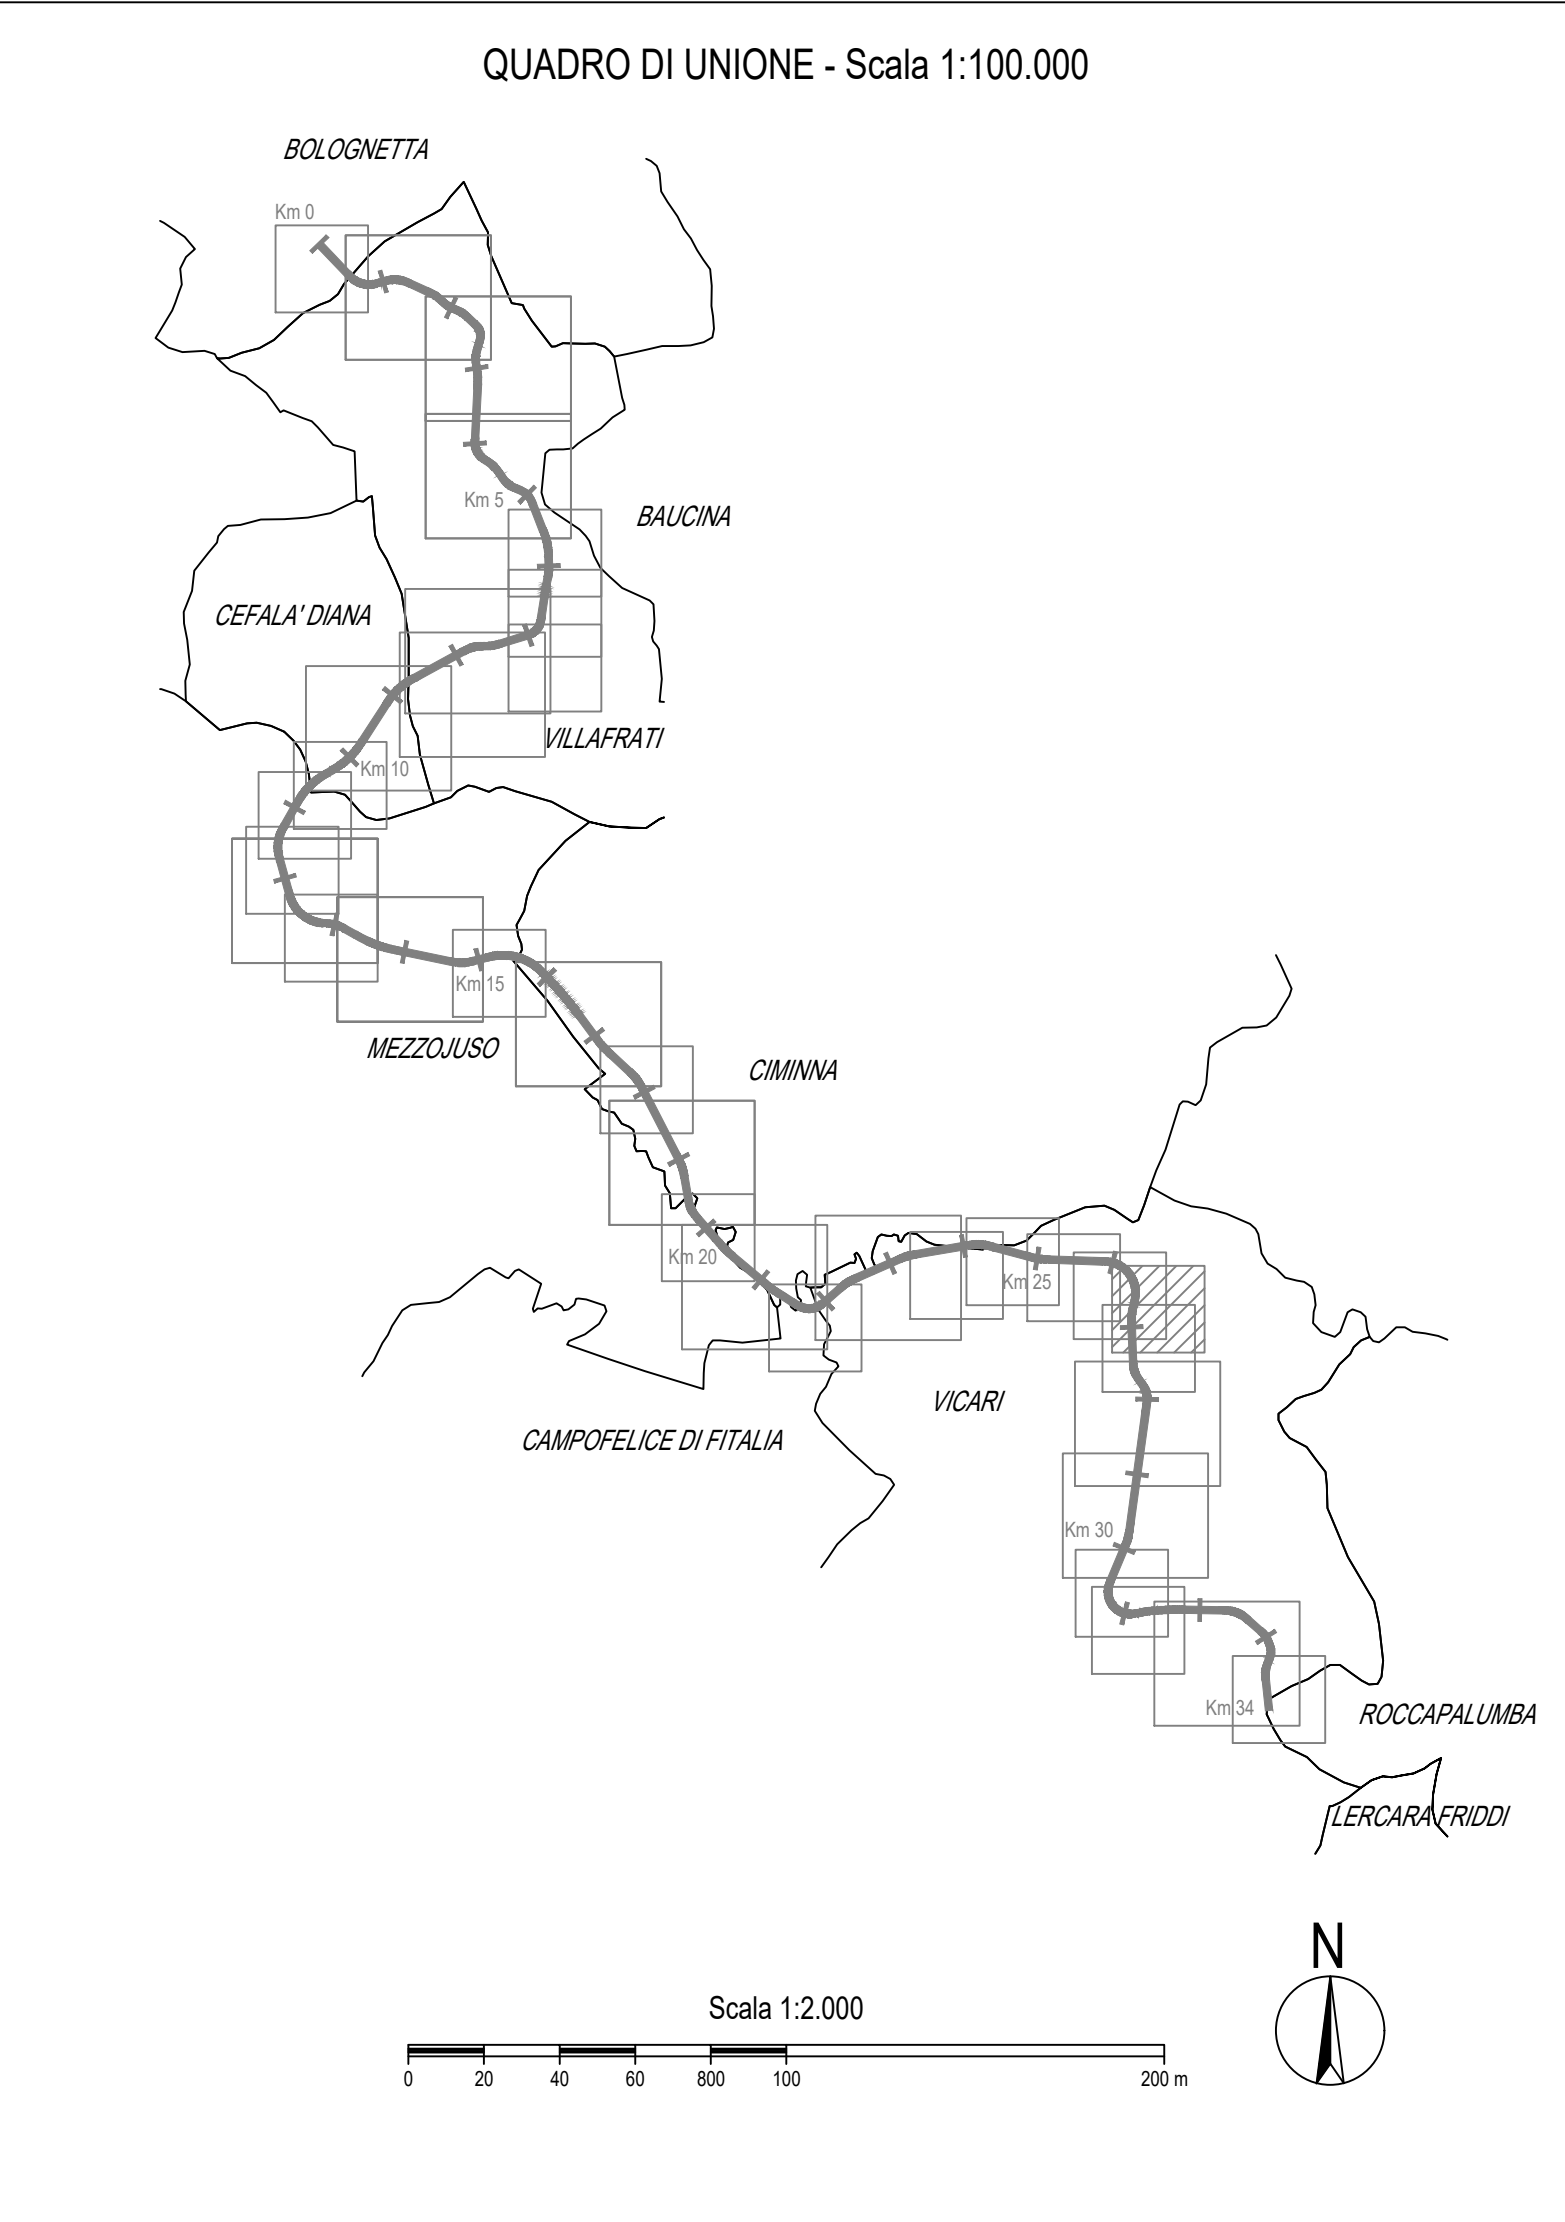 QUADRO DI UNIONE - Scala 1:100.000
BOLOGNETTA
Km 0
Km 5
BAUCINA
CEFALA' DIANA
VILLAFRATI
Km 10
Km 15
MEZZOJUSO
CIMINNA
Km 20
Km 25
VICARI
CAMPOFELICE DI FITALIA
Km 30
Km 34
ROCCAPALUMBA
LERCARA FRIDDI
N
Scala 1:2.000
0 20 40 60 800 100 200 m